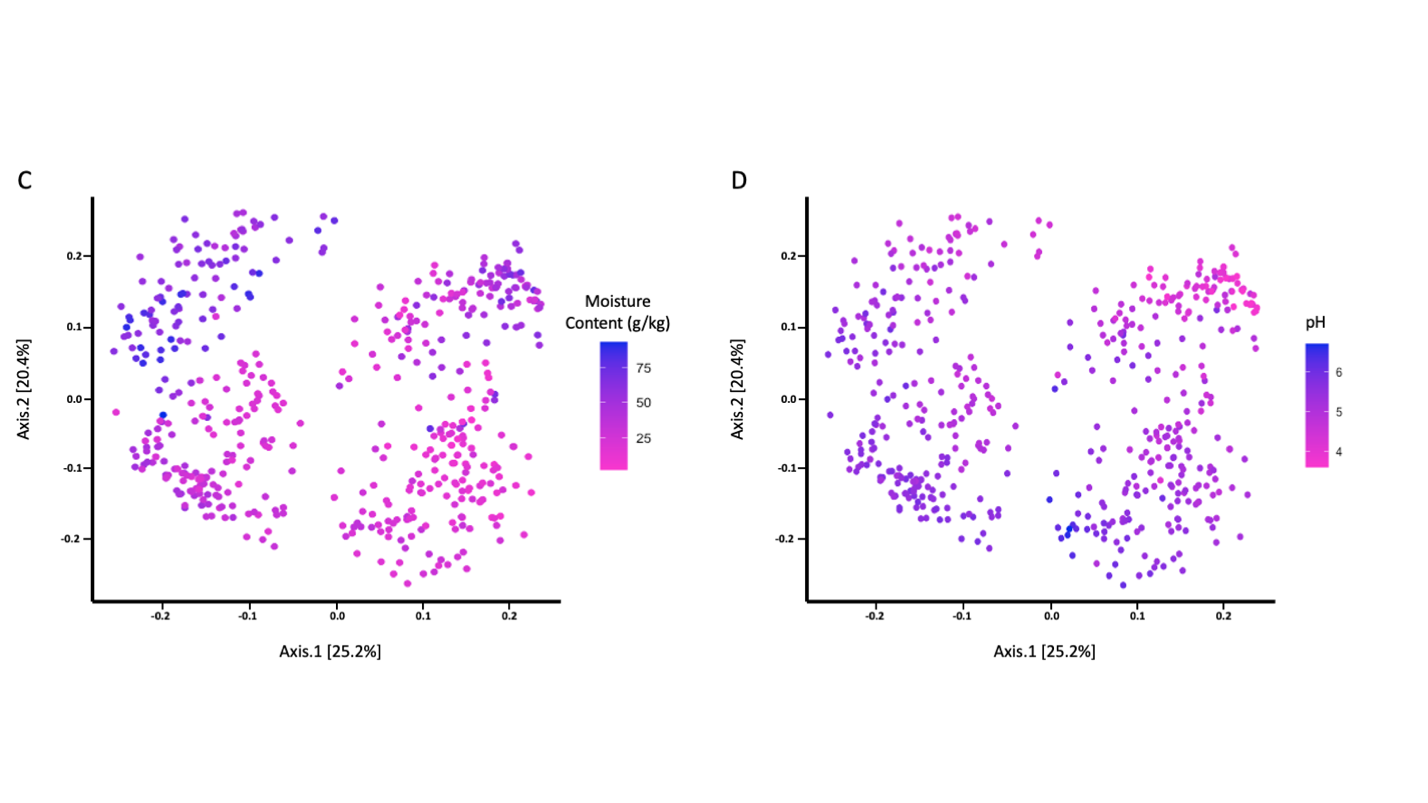 C
0.2
0.1
0.0
-0.1
-0.2
Axis.2 [20.4%]
-0.2 -0.1 0.0 0.1 0.2
Axis.1 [25.2%]
Moisture
Content (g/kg)
75
50
25
D
0.2
0.1
0.0
-0.1
-0.2
Axis.2 [20.4%]
-0.2 -0.1 0.0 0.1 0.2
Axis.1 [25.2%]
pH
6
5
4